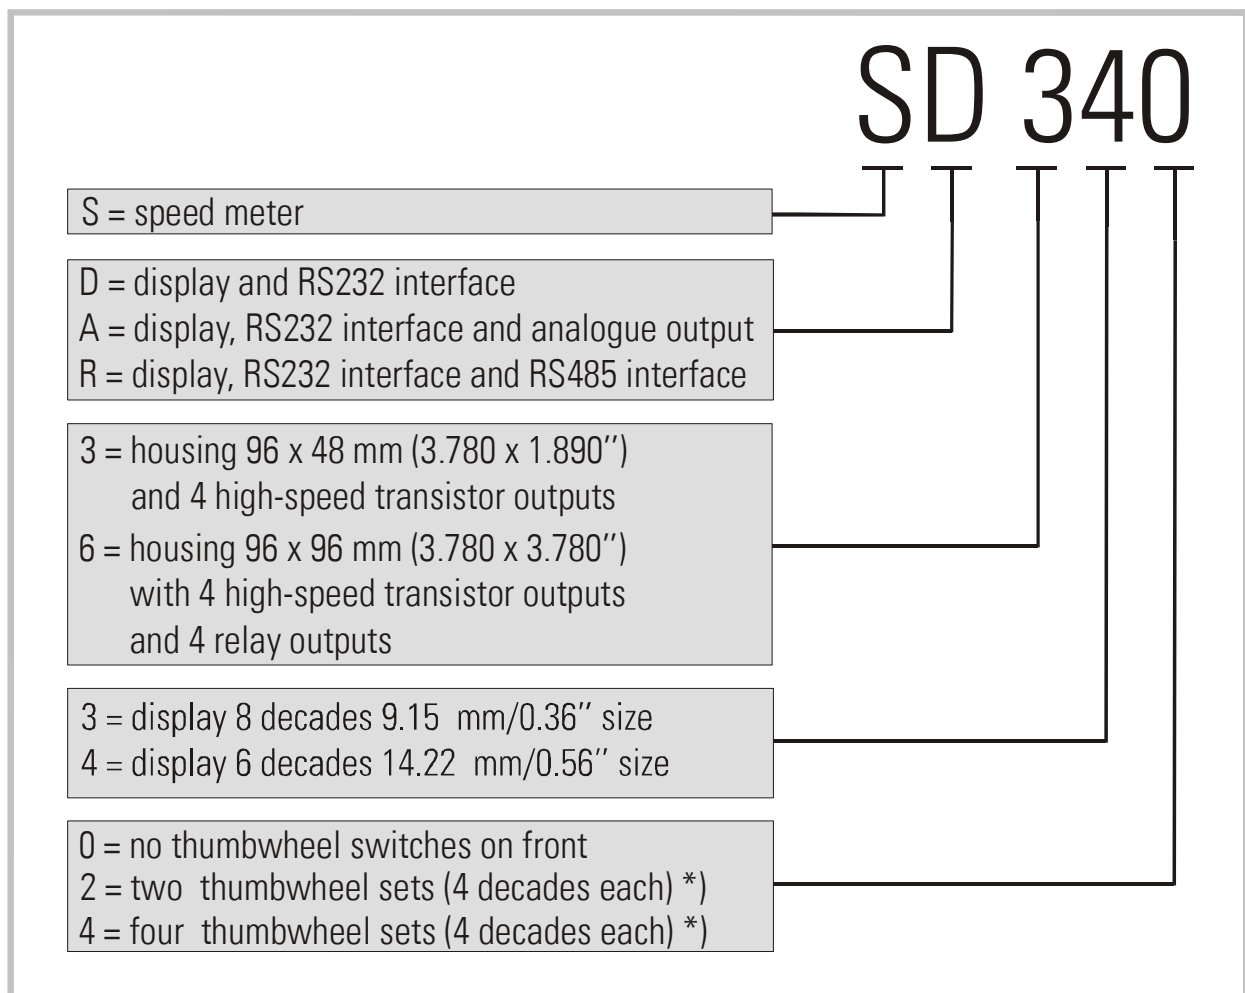 SD 340
S = speed meter
D = display and RS232 interface
A = display, RS232 interface and analogue output
R = display, RS232 interface and RS485 interface
3 = housing 96 x 48 mm (3.780 x 1.890’’)
and 4 high-speed transistor outputs
6 = housing 96 x 96 mm (3.780 x 3.780’’)
with 4 high-speed transistor outputs
and 4 relay outputs
3 = display 8 decades 9.15 mm/0.36’’ size
4 = display 6 decades 14.22 mm/0.56’’ size
0 = no thumbwheel switches on front
2 = two thumbwheel sets (4 decades each) *)
4 = four thumbwheel sets (4 decades each) *)